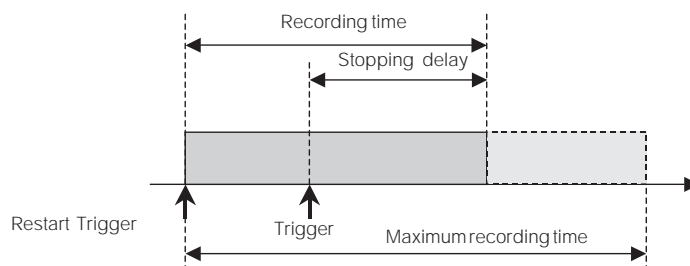 Recording time
Stopping delay
Restart Trigger
Trigger
Maximum recording time